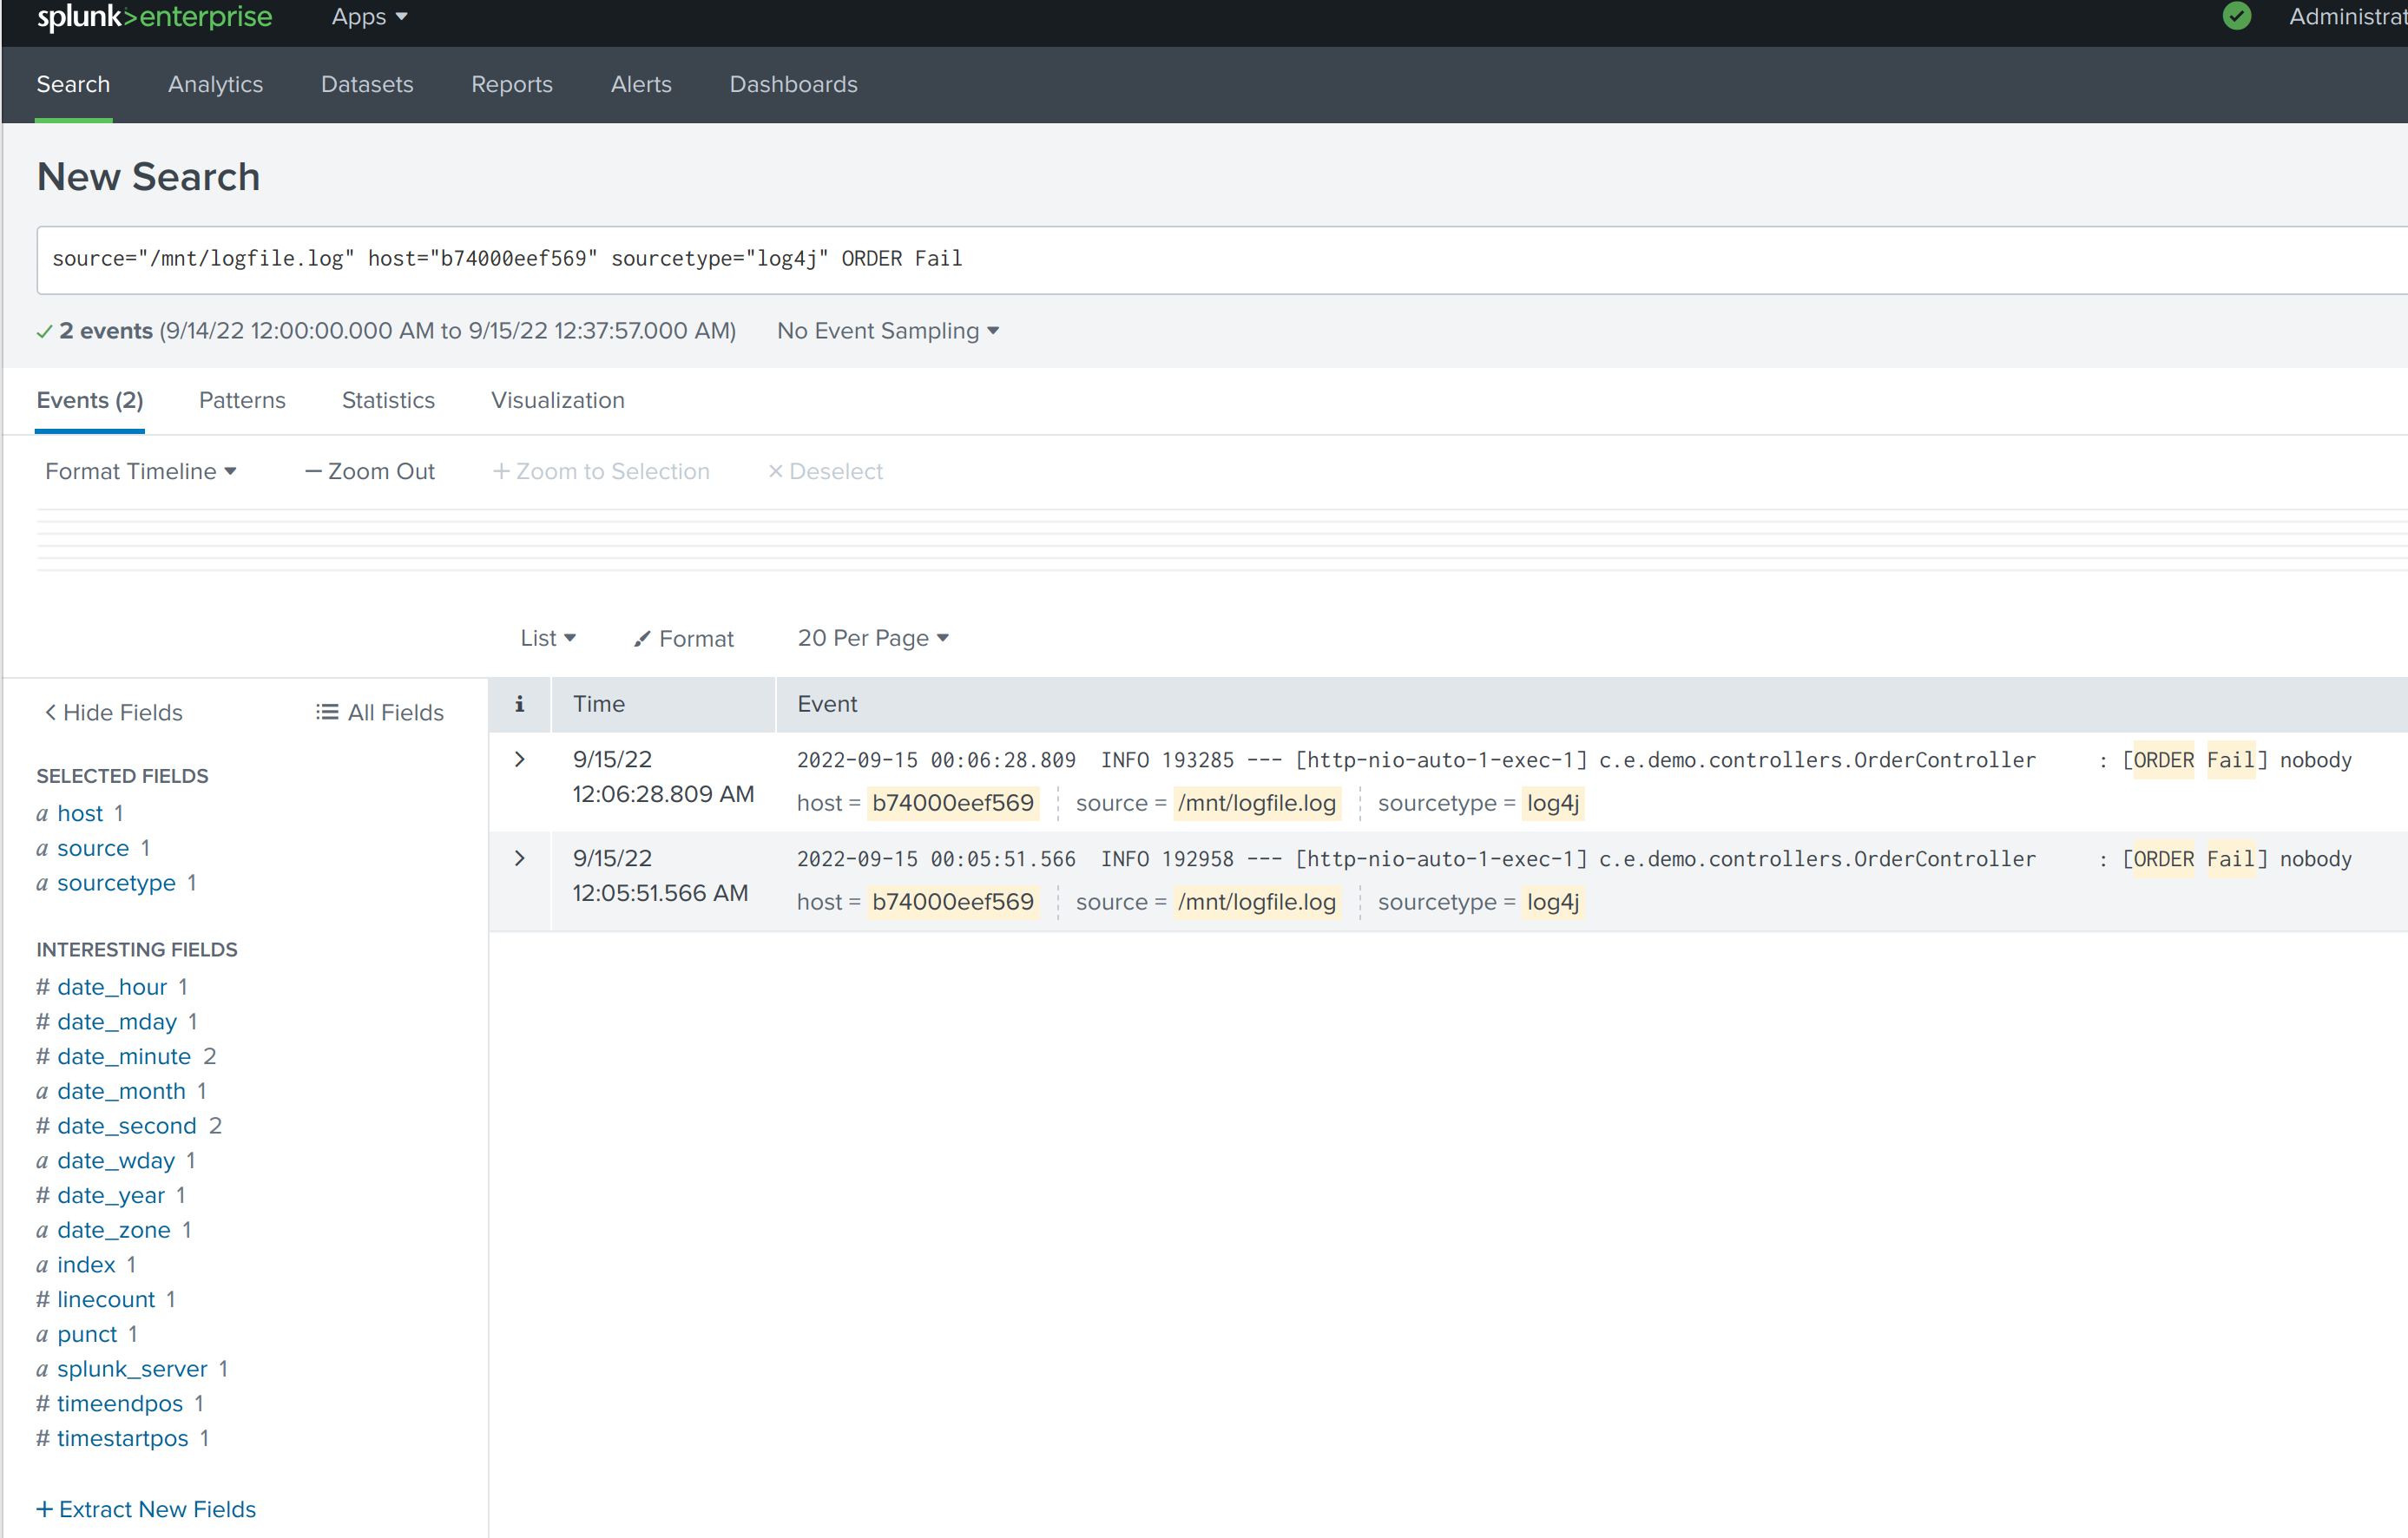 splunk>enterprise Apps Administrat
Search Analytics Datasets Reports Alerts Dashboards
New Search
source="/mnt/logfile.log" host="b74000eef569" sourcetype="log4j" ORDER Fail
2 events (9/14/22 12:00:00.000 AM to 9/15/22 12:37:57.000 AM) No Event Sampling
Events (2) Patterns Statistics Visualization
Format Timeline — Zoom Out + Zoom to Selection × Deselect
List Format 20 Per Page
< Hide Fields All Fields
SELECTED FIELDS
a host 1
a source 1
a sourcetype 1
INTERESTING FIELDS
# date_hour 1
# date_mday 1
# date_minute 2
a date_month 1
# date_second 2
a date_wday 1
# date_year 1
a date_zone 1
a index 1
# linecount 1
a punct 1
a splunk_server 1
# timeendpos 1
# timestartpos 1
+ Extract New Fields
i Time Event
> 9/15/22 2022-09-15 00:06:28.809  INFO 193285 --- [http-nio-auto-1-exec-1] c.e.demo.controllers.OrderController     : [ORDER Fail] nobody
12:06:28.809 AM host = b74000eef569 source = /mnt/logfile.log sourcetype = log4j
> 9/15/22 2022-09-15 00:05:51.566  INFO 192958 --- [http-nio-auto-1-exec-1] c.e.demo.controllers.OrderController     : [ORDER Fail] nobody
12:05:51.566 AM host = b74000eef569 source = /mnt/logfile.log sourcetype = log4j